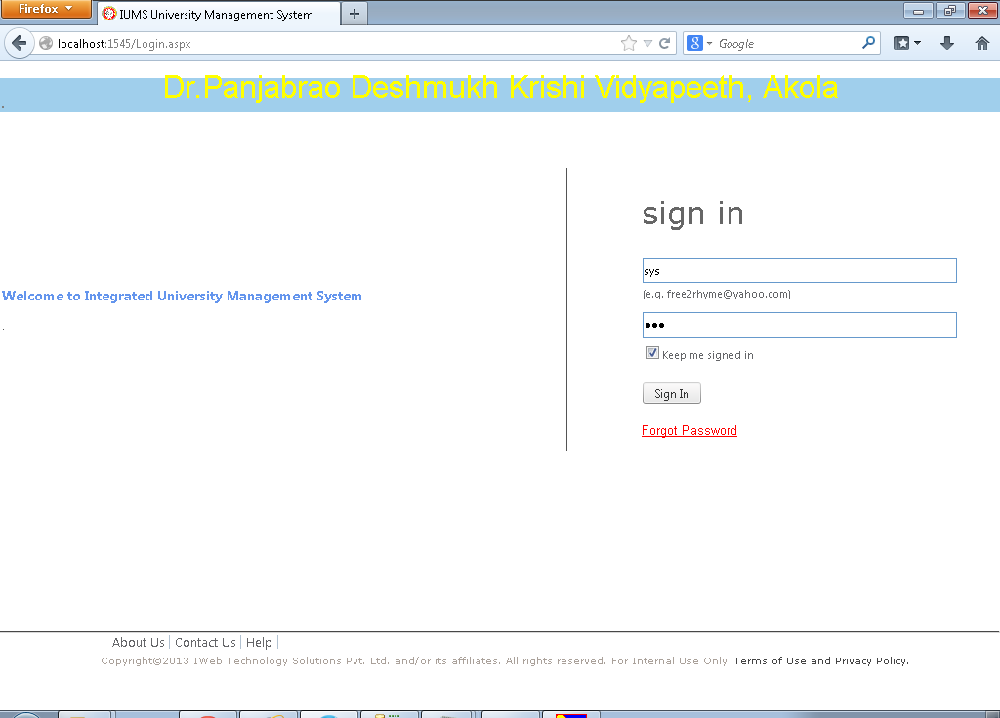 Firefox
IUMS University Management System
localhost:1545/Login.aspx
Google
Dr.Panjabrao Deshmukh Krishi Vidyapeeth, Akola
.
sign in
sys
(e.g. free2rhyme@yahoo.com)
Welcome to Integrated University Management System
●●●
.
Keep me signed in
Sign In
Forgot Password
About Us Contact Us Help
Copyright©2013 IWeb Technology Solutions Pvt. Ltd. and/or its affiliates. All rights reserved. For Internal Use Only. Terms of Use and Privacy Policy.